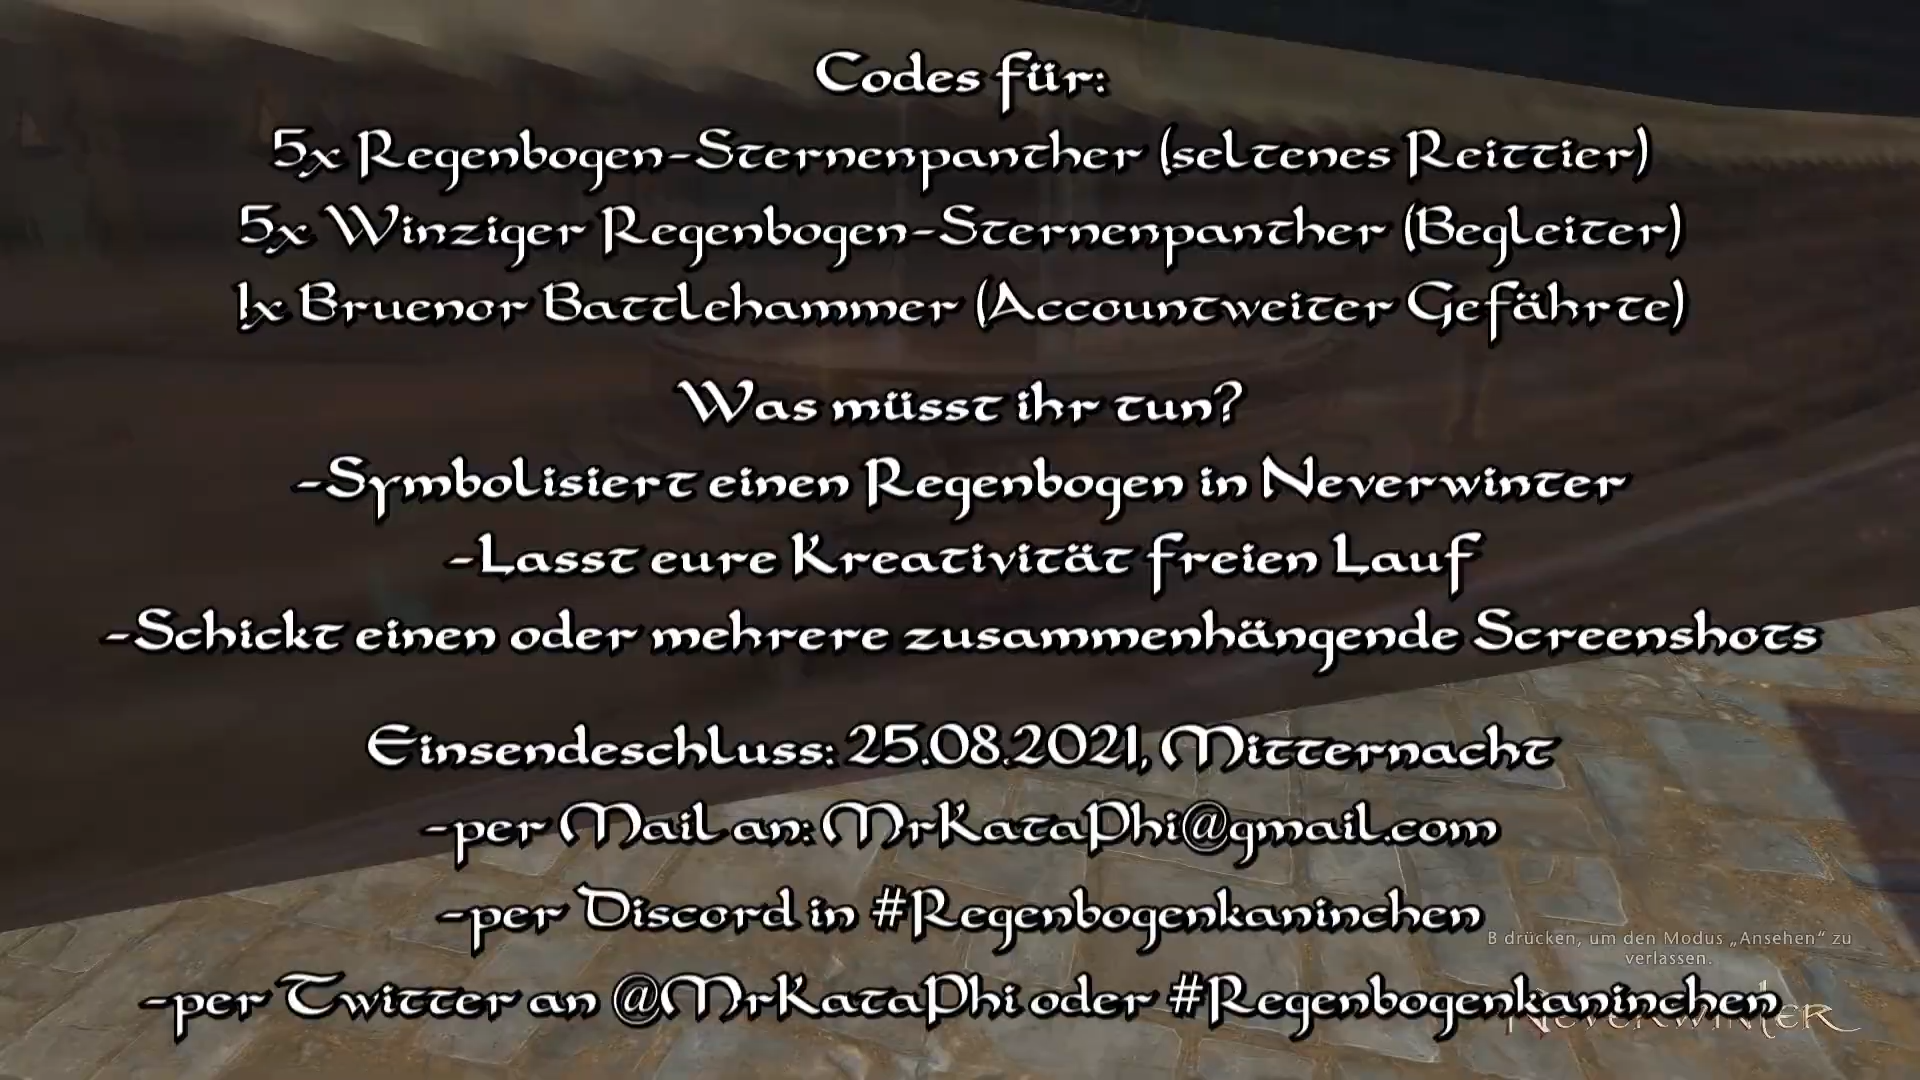 Codes für:
5x Regenbogen-Sternenpanther (seltenes Reittier)
5x Winziger Regenbogen-Sternenpanther (Begleiter)
1x Bruenor Battlehammer (Accountweiter Gefährte)
Was müsst ihr tun?
-Symbolisiert einen Regenbogen in Neverwinter
-Lasst eure Kreativität freien Lauf
-Schickt einen oder mehrere zusammenhängende Screenshots
Einsendeschluss: 25.08.2021, Mitternacht
-per Mail an: MrKataPhi@gmail.com
-per Discord in #Regenbogenkaninchen
B drücken, um den Modus „Ansehen“ zu
verlassen.
-per Twitter an @MrKataPhi oder #Regenbogenkaninchen
NEVERWINTER